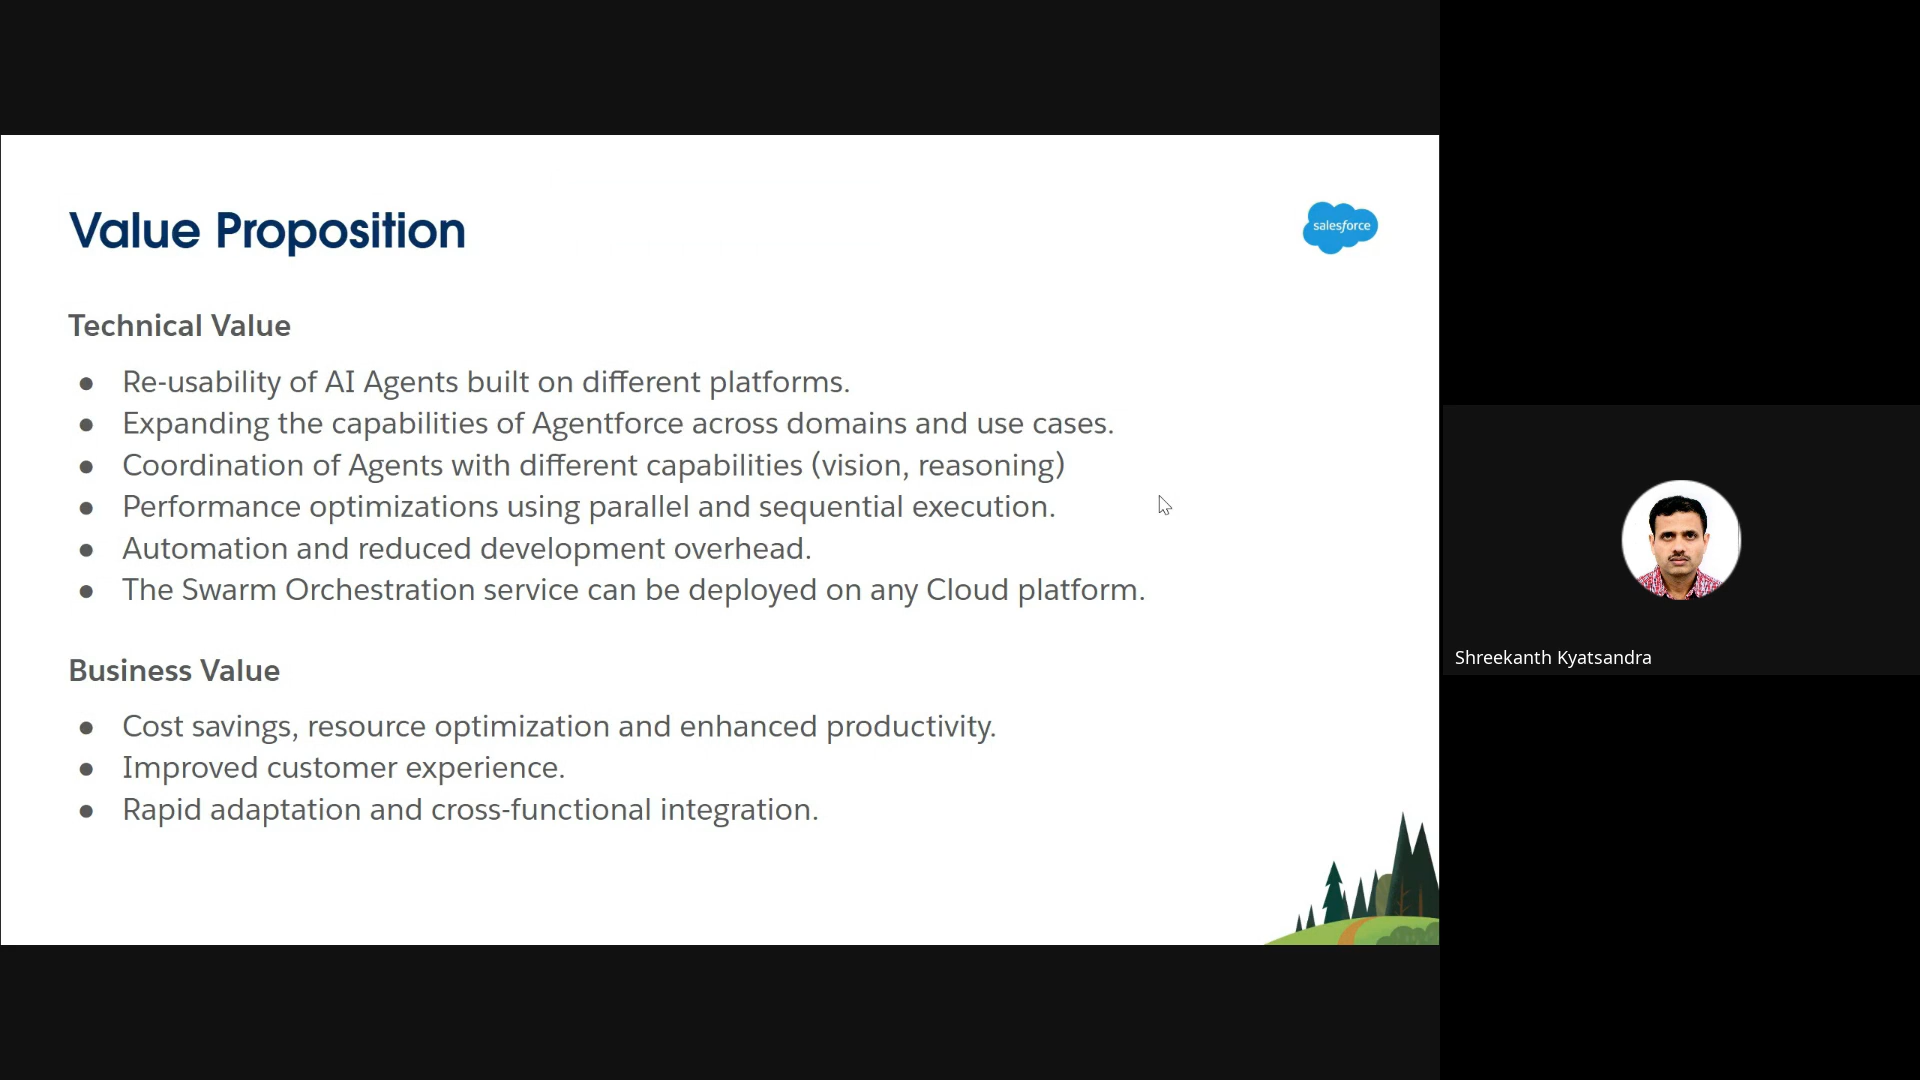 Value Proposition
salesforce
Technical Value
● Re-usability of AI Agents built on different platforms.
● Expanding the capabilities of Agentforce across domains and use cases.
● Coordination of Agents with different capabilities (vision, reasoning)
● Performance optimizations using parallel and sequential execution.
● Automation and reduced development overhead.
● The Swarm Orchestration service can be deployed on any Cloud platform.
Business Value
● Cost savings, resource optimization and enhanced productivity.
● Improved customer experience.
● Rapid adaptation and cross-functional integration.
Shreekanth Kyatsandra